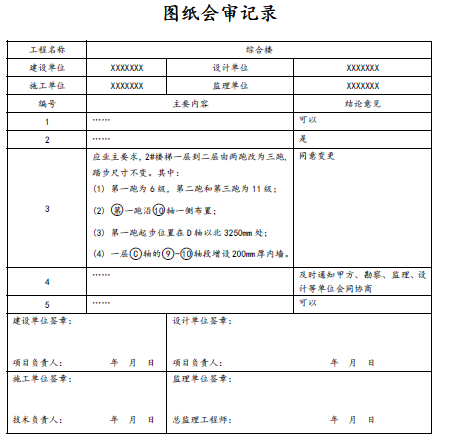 图纸会审记录
工程名称 综合楼
建设单位 XXXXXXX 设计单位 XXXXXXX
施工单位 XXXXXXX 监理单位 XXXXXXX
编号 主要内容 结论意见
1 …… 可以
2 …… 是
3 应业主要求,2#楼梯一层到二层由两跑改为三跑, 同意变更
踏步尺寸不变。其中:
(1) 第一跑为6级,第二跑和第三跑为11级;
(2) 第一跑沿⑩轴一侧布置;
(3) 第一跑起步位置在D轴以北3250mm处;
(4) 一层Ⓒ轴的⑨-⑩轴段增设200mm厚内墙。
4 …… 及时通知甲方、勘察、监理、设
计等单位会同协商
5 …… 可以
建设单位签章: 设计单位签章:
项目负责人: 年 月 日 项目负责人: 年 月 日
施工单位签章: 监理单位签章:
技术负责人: 年 月 日 总监理工程师: 年 月 日